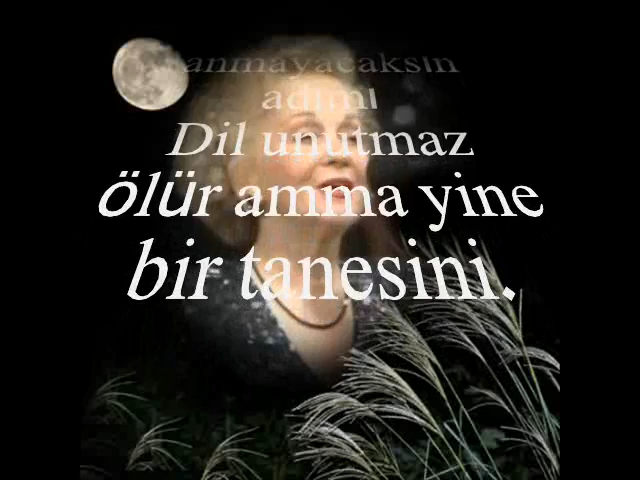 anmayacaksın
adımı
Dil unutmaz
ölür amma yine
bir tanesini.